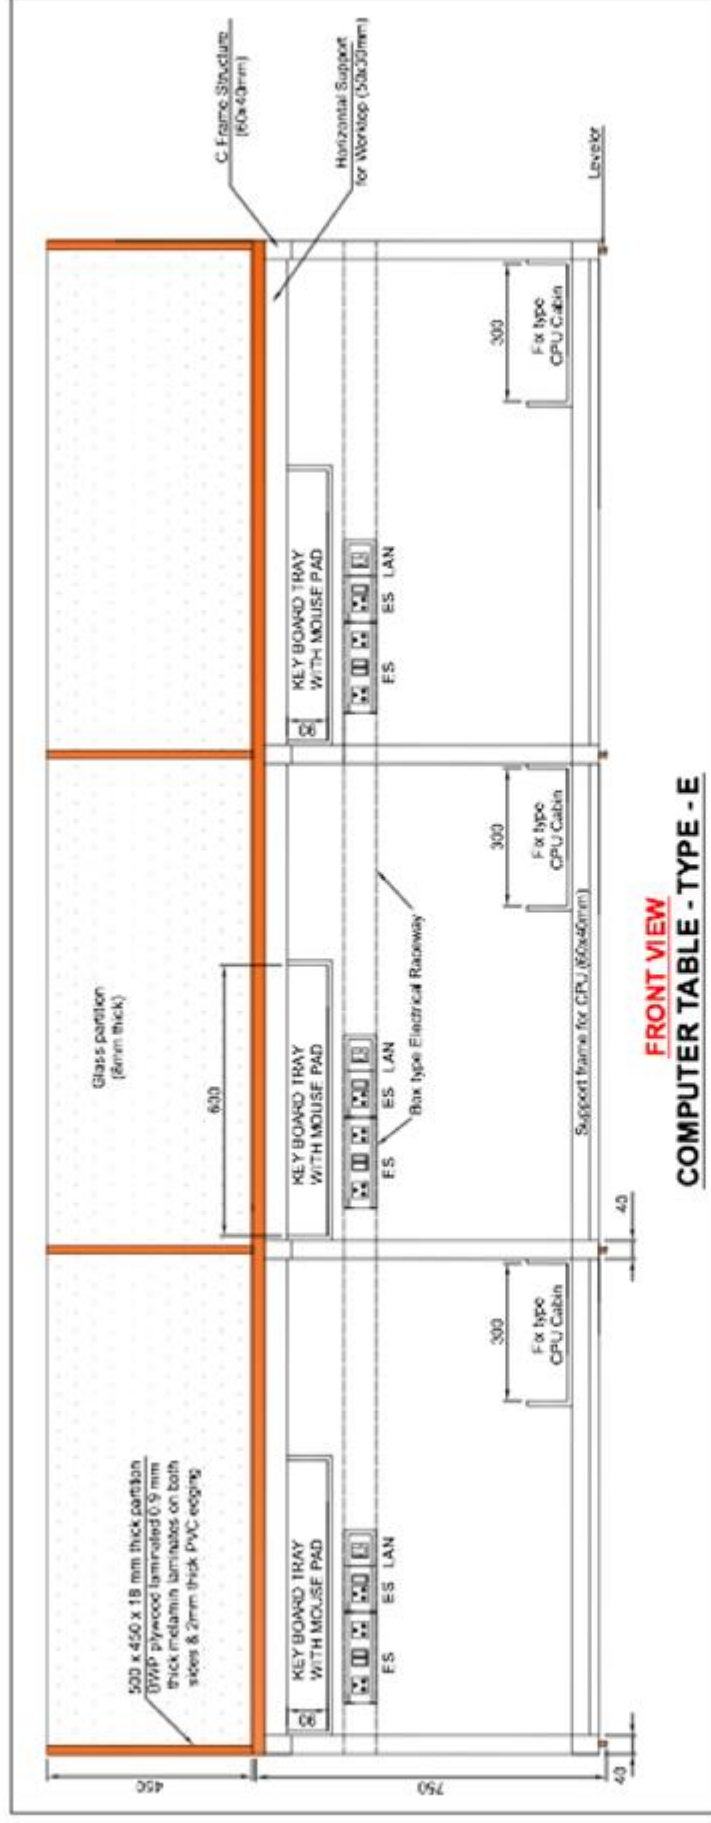 500 x 450 x 18 mm thick partition
BWP plywood laminated 0.9 mm
thick melamin laminates on both
sides & 2mm thick PVC edging
Glass partition
(8mm thick)
C Frame Structure
(60x40mm)
Horizontal Support
for Worktop (50x30mm)
450
600
KEY BOARD TRAY
WITH MOUSE PAD
KEY BOARD TRAY
WITH MOUSE PAD
KEY BOARD TRAY
WITH MOUSE PAD
750
ES ES LAN
ES ES LAN
ES ES LAN
Box type Electrical Raceway
300
300
300
Fix type
CPU Cabin
Fix type
CPU Cabin
Fix type
CPU Cabin
Support frame for CPU (60x40mm)
Levelor
40
40
FRONT VIEW
COMPUTER TABLE - TYPE - E